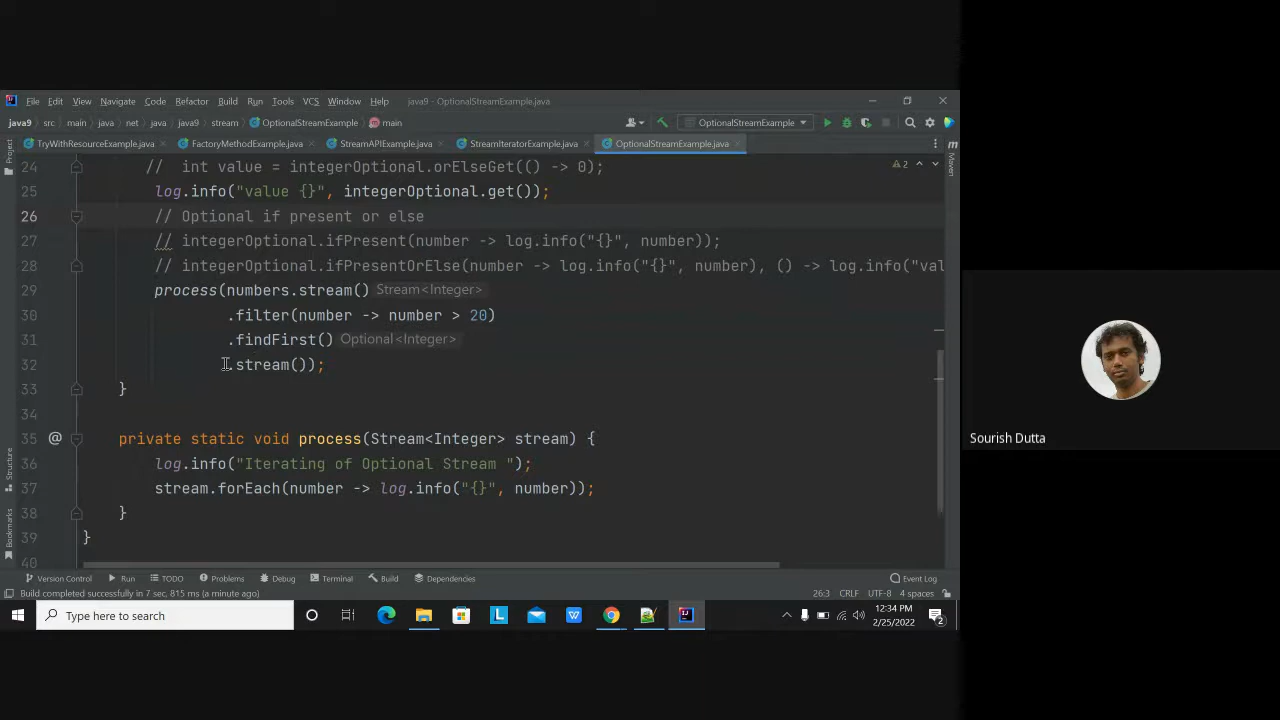 File Edit View Navigate Code Refactor Build Run Tools VCS Window Help java9 - OptionalStreamExample.java
java9 src main java net java java9 stream OptionalStreamExample main OptionalStreamExample
Project TryWithResourceExample.java FactoryMethodExample.java StreamAPIExample.java StreamIteratorExample.java OptionalStreamExample.java Maven
24 // int value = integerOptional.orElseGet(() -> 0); 2
25 log.info("value {}", integerOptional.get());
26 // Optional if present or else
27 // integerOptional.ifPresent(number -> log.info("{}", number));
28 // integerOptional.ifPresentOrElse(number -> log.info("{}", number), () -> log.info("val
29 process(numbers.stream() Stream<Integer>
30 .filter(number -> number > 20)
31 .findFirst() Optional<Integer>
32 .stream());
33 }
34
35 @ private static void process(Stream<Integer> stream) {
36 log.info("Iterating of Optional Stream ");
37 stream.forEach(number -> log.info("{}", number));
38 }
39 }
40
Structure
Bookmarks
Version Control Run TODO Problems Debug Terminal Build Dependencies Event Log
Build completed successfully in 7 sec, 815 ms (a minute ago) 26:3 CRLF UTF-8 4 spaces
Type here to search
12:34 PM
2/25/2022
2
Sourish Dutta